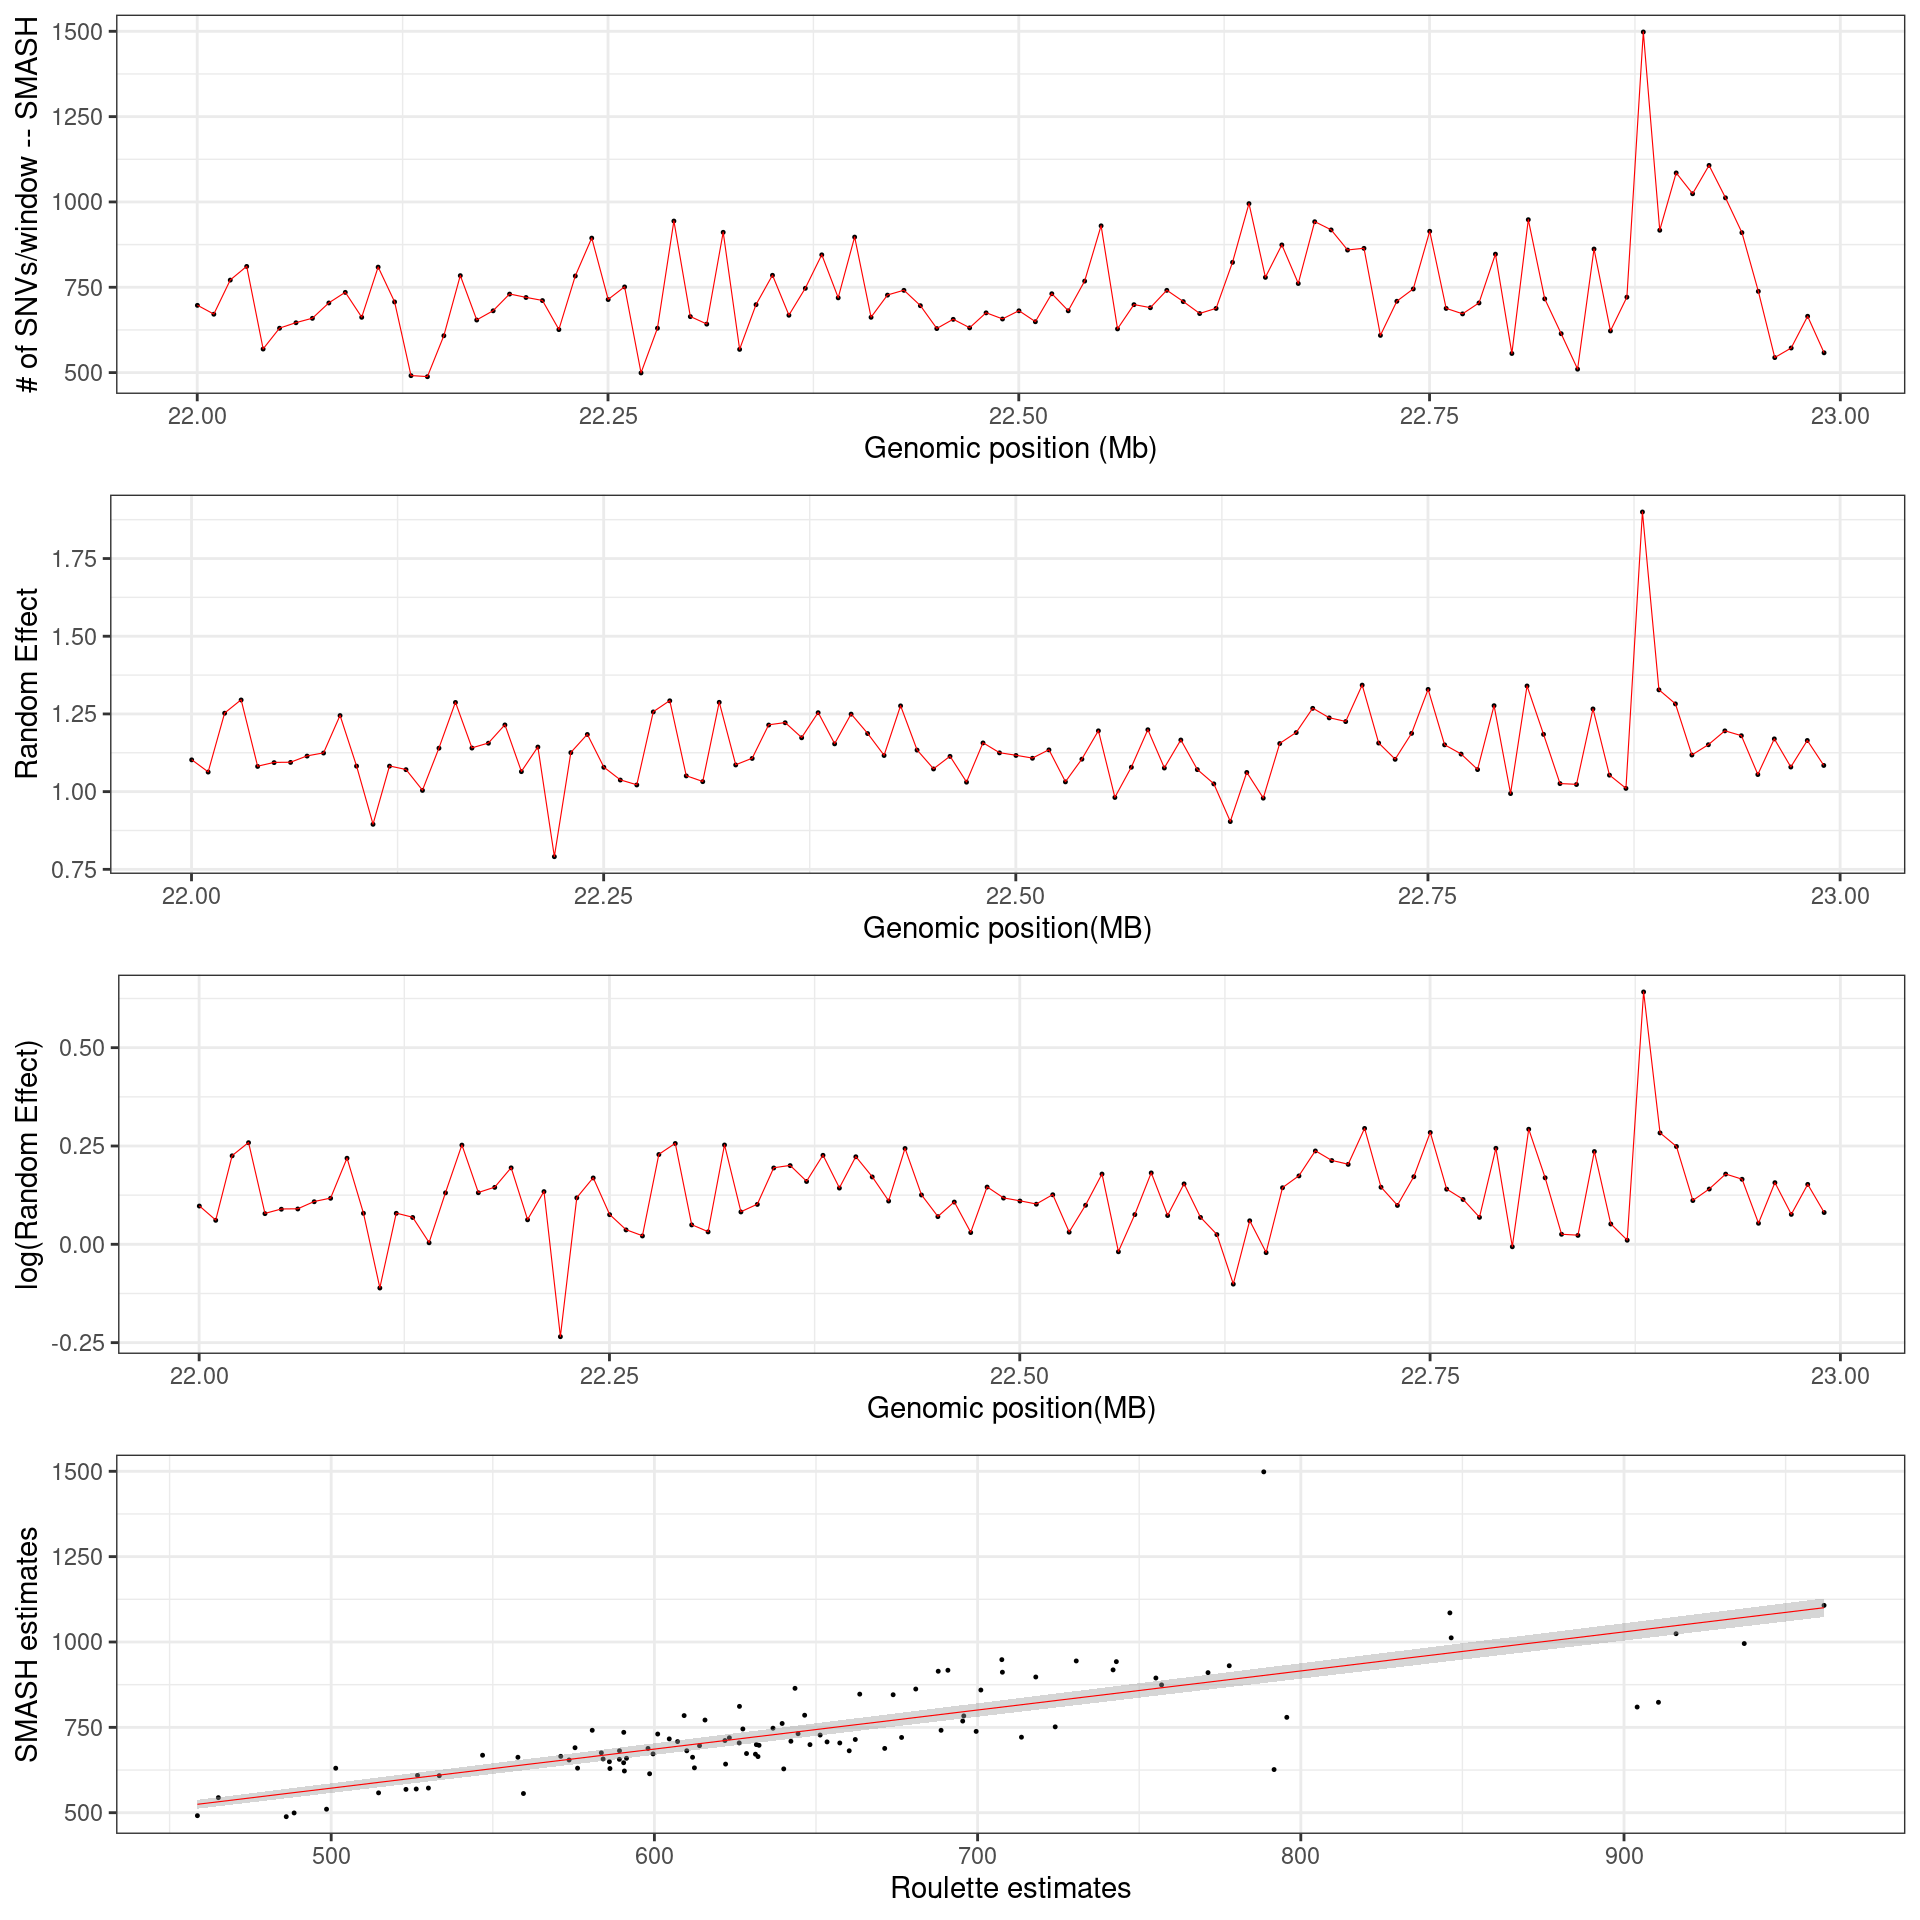 # of SNVs/window -- SMASH
1500
1250
1000
750
500
22.00 22.25 22.50 22.75 23.00
Genomic position (Mb)
Random Effect
1.75
1.50
1.25
1.00
0.75
22.00 22.25 22.50 22.75 23.00
Genomic position(MB)
log(Random Effect)
0.50
0.25
0.00
-0.25
22.00 22.25 22.50 22.75 23.00
Genomic position(MB)
SMASH estimates
1500
1250
1000
750
500
500 600 700 800 900
Roulette estimates